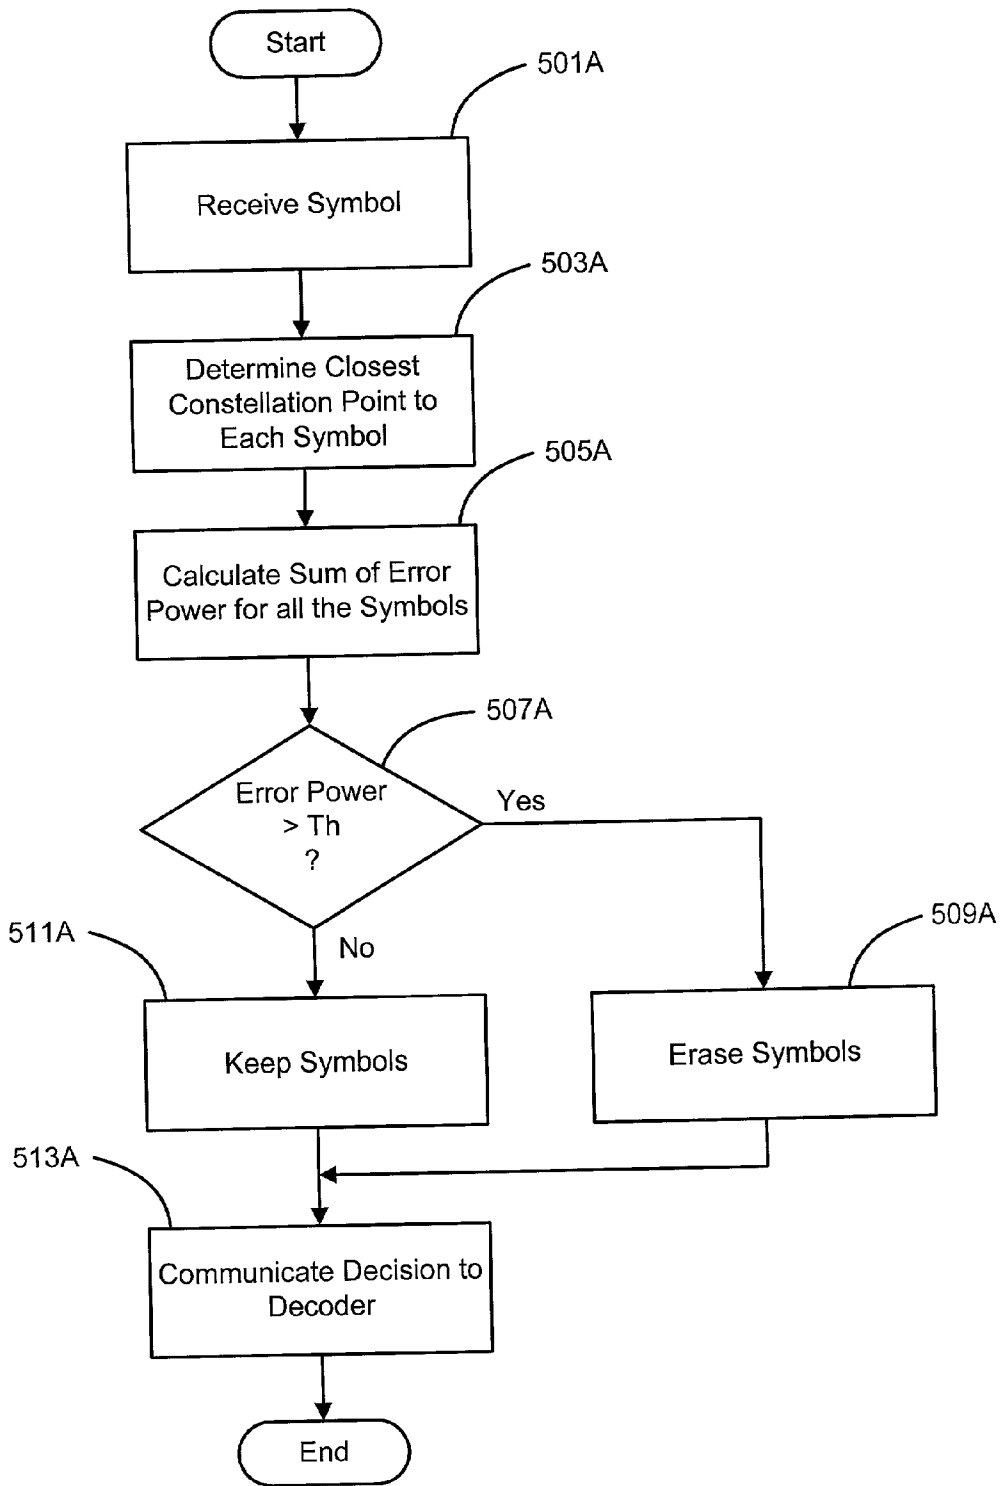 Start
501A
Receive Symbol
503A
Determine Closest
Constellation Point to
Each Symbol
505A
Calculate Sum of Error
Power for all the Symbols
507A
Error Power
> Th
?
Yes
No
511A
509A
Keep Symbols
Erase Symbols
513A
Communicate Decision to
Decoder
End